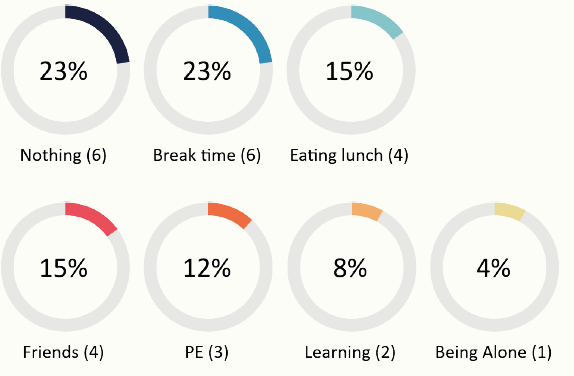 23% 23% 15%
Nothing (6) Break time (6) Eating lunch (4)
15% 12% 8% 4%
Friends (4) PE (3) Learning (2) Being Alone (1)